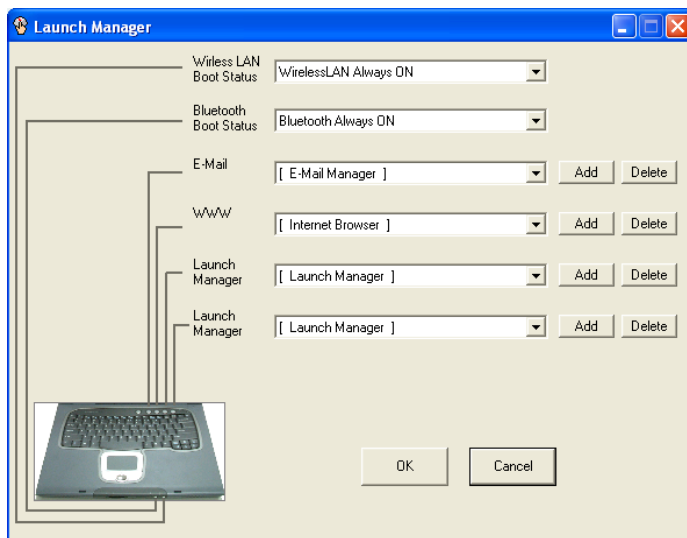 Launch Manager
Wirless LAN
Boot Status
WirelessLAN Always ON
Bluetooth
Boot Status
Bluetooth Always ON
E-Mail
[ E-Mail Manager ]
Add
Delete
WWW
[ Internet Browser ]
Add
Delete
Launch
Manager
[ Launch Manager ]
Add
Delete
Launch
Manager
[ Launch Manager ]
Add
Delete
OK
Cancel